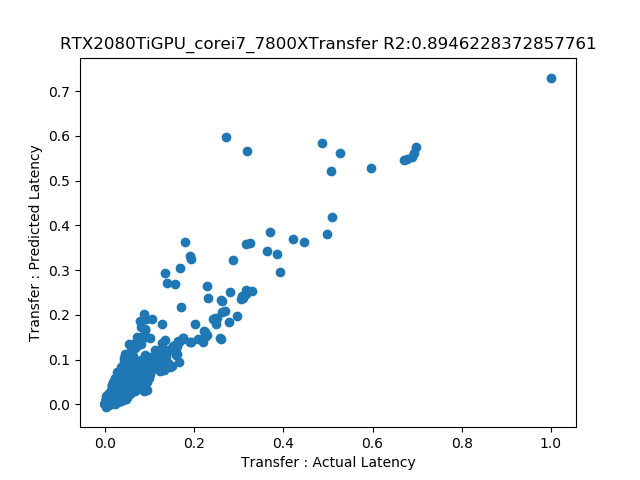 RTX2080TiGPU_corei7_7800XTransfer R2:0.8946228372857761
Transfer : Predicted Latency
0.7
0.6
0.5
0.4
0.3
0.2
0.1
0.0
0.0 0.2 0.4 0.6 0.8 1.0
Transfer : Actual Latency